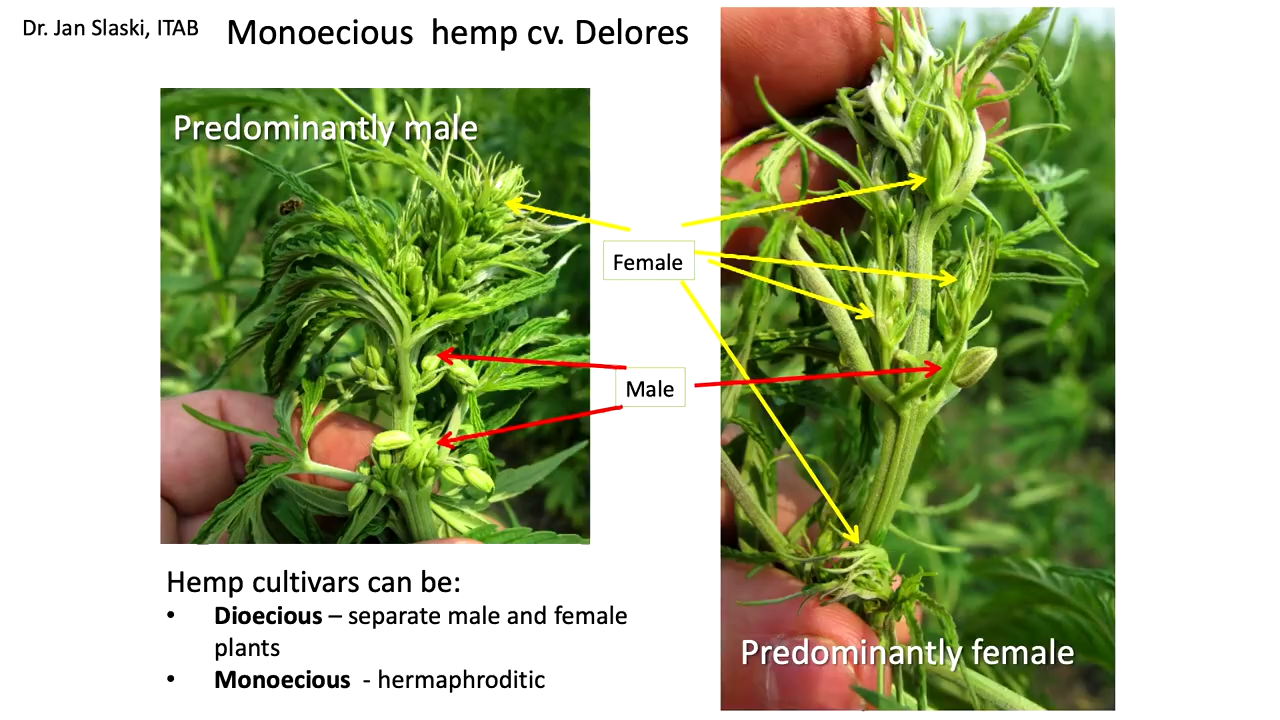 Dr. Jan Slaski, ITAB
Monoecious hemp cv. Delores
Predominantly male
Female
Male
Predominantly female
Hemp cultivars can be:
• Dioecious – separate male and female
plants
• Monoecious - hermaphroditic